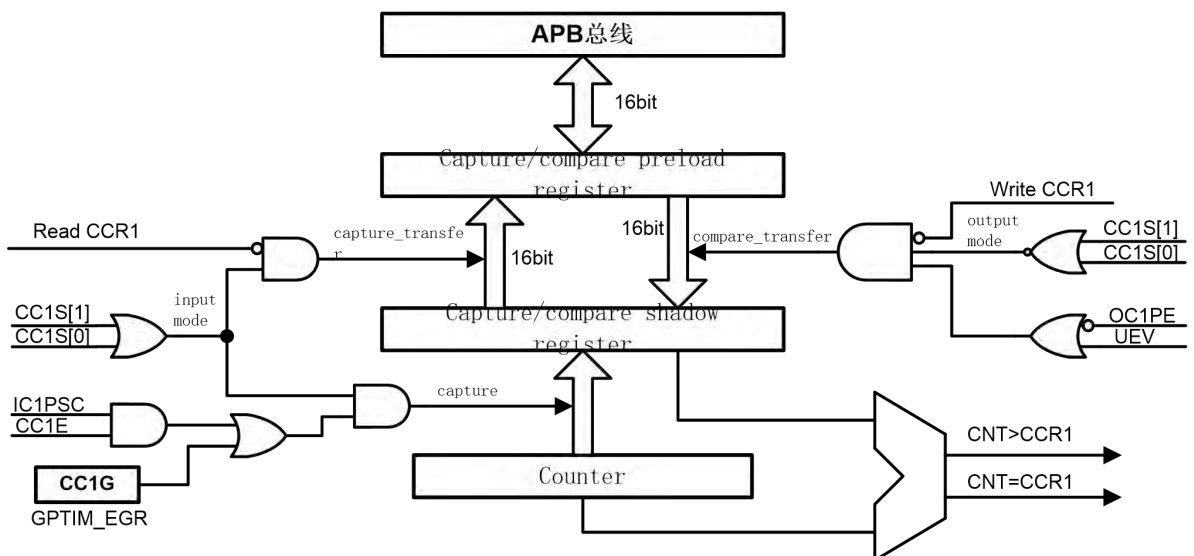 APB总线
16bit
Capture/compare preload
register
Write CCR1
Read CCR1
capture_transfe
r
16bit
16bit
compare_transfer
output
mode
CC1S[1]
CC1S[0]
CC1S[1]
CC1S[0]
input
mode
Capture/compare shadow
register
OC1PE
UEV
IC1PSC
CC1E
capture
CC1G
GPTIM_EGR
Counter
CNT>CCR1
CNT=CCR1